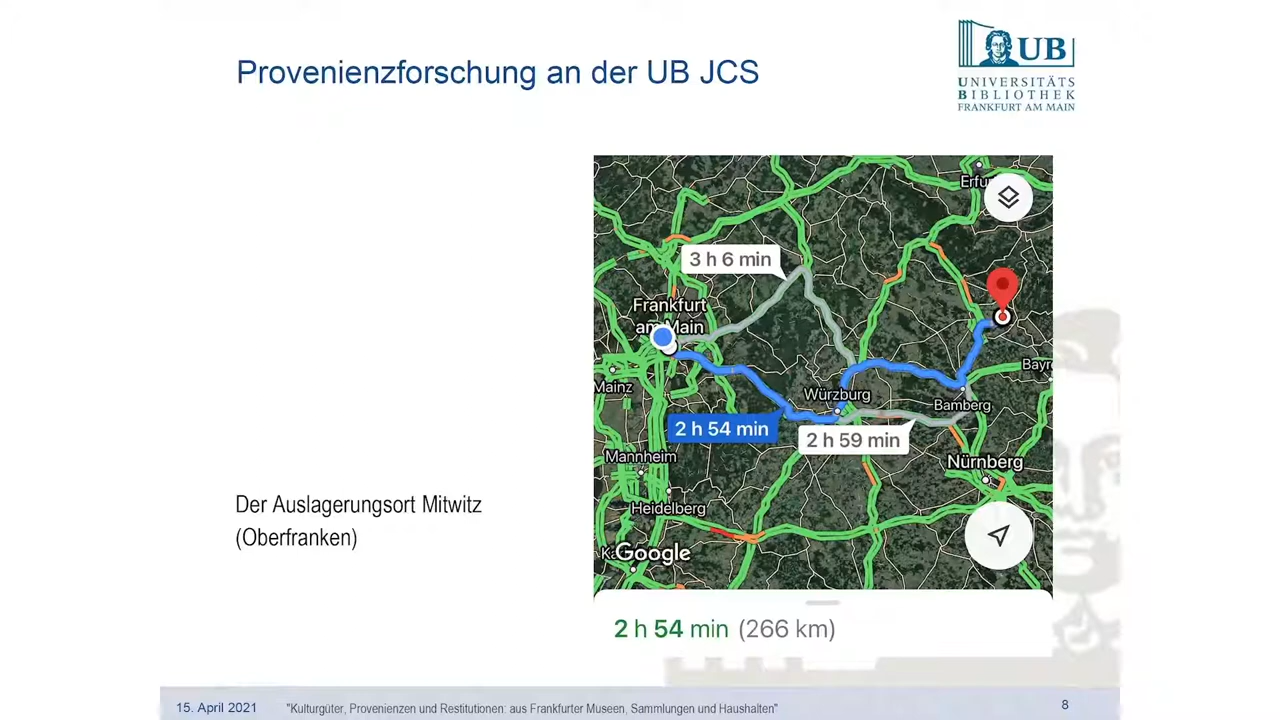 Provenienzforschung an der UB JCS
UB
UNIVERSITÄTS
BIBLIOTHEK
FRANKFURT AM MAIN
3 h 6 min
Frankfurt
am Main
Mainz
Würzburg
Bamberg
2 h 54 min
2 h 59 min
Mannheim
Nürnberg
Heidelberg
Google
Der Auslagerungsort Mitwitz
(Oberfranken)
2 h 54 min (266 km)
15. April 2021
"Kulturgüter, Provenienzen und Restitutionen: aus Frankfurter Museen, Sammlungen und Haushalten"
8